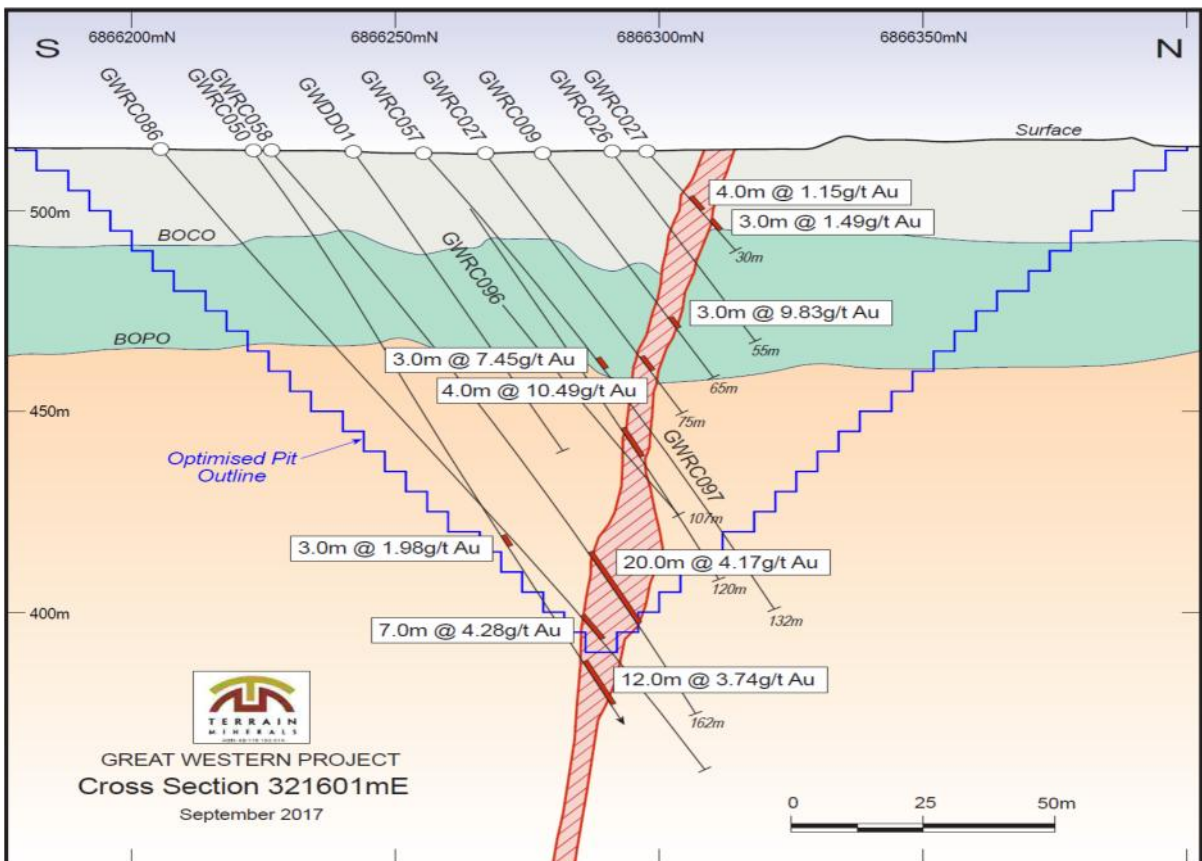 6866200mN
6866250mN
6866300mN
6866350mN
S
N
GWRC086
GWRC050
GWRC058
GWDD01
GWRC057
GWRC027
GWRC009
GWRC026
GWRC027
Surface
500m
4.0m @ 1.15g/t Au
3.0m @ 1.49g/t Au
BOCO
30m
GWRC096
3.0m @ 9.83g/t Au
BOPO
55m
3.0m @ 7.45g/t Au
65m
4.0m @ 10.49g/t Au
450m
75m
Optimised Pit
Outline
GWRC097
107m
3.0m @ 1.98g/t Au
20.0m @ 4.17g/t Au
120m
400m
132m
7.0m @ 4.28g/t Au
12.0m @ 3.74g/t Au
162m
TERRAIN
MINERALS
GREAT WESTERN PROJECT
Cross Section 321601mE
September 2017
0 25 50m